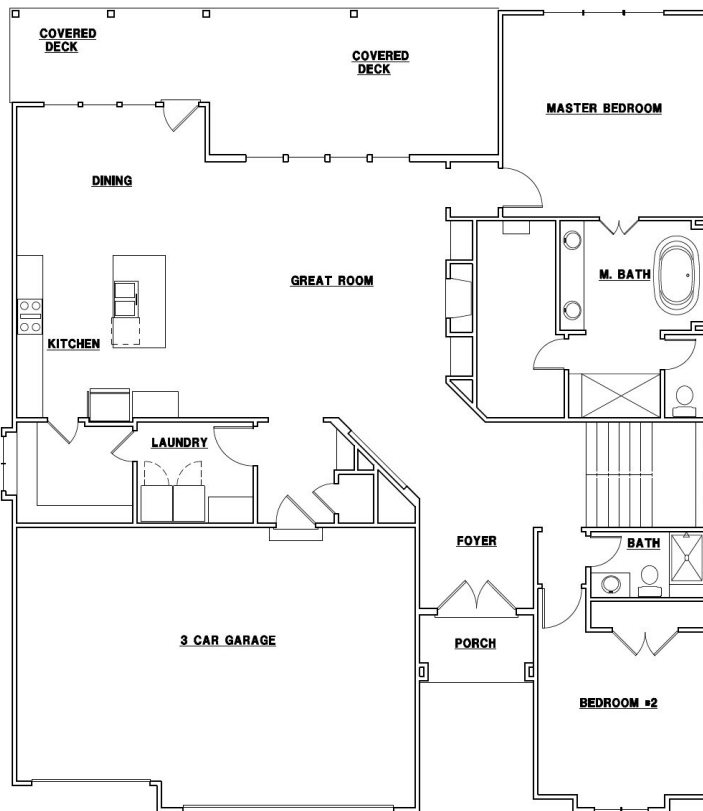 COVERED
DECK
COVERED
DECK
MASTER BEDROOM
DINING
GREAT ROOM
M. BATH
KITCHEN
LAUNDRY
FOYER
BATH
3 CAR GARAGE
PORCH
BEDROOM #2